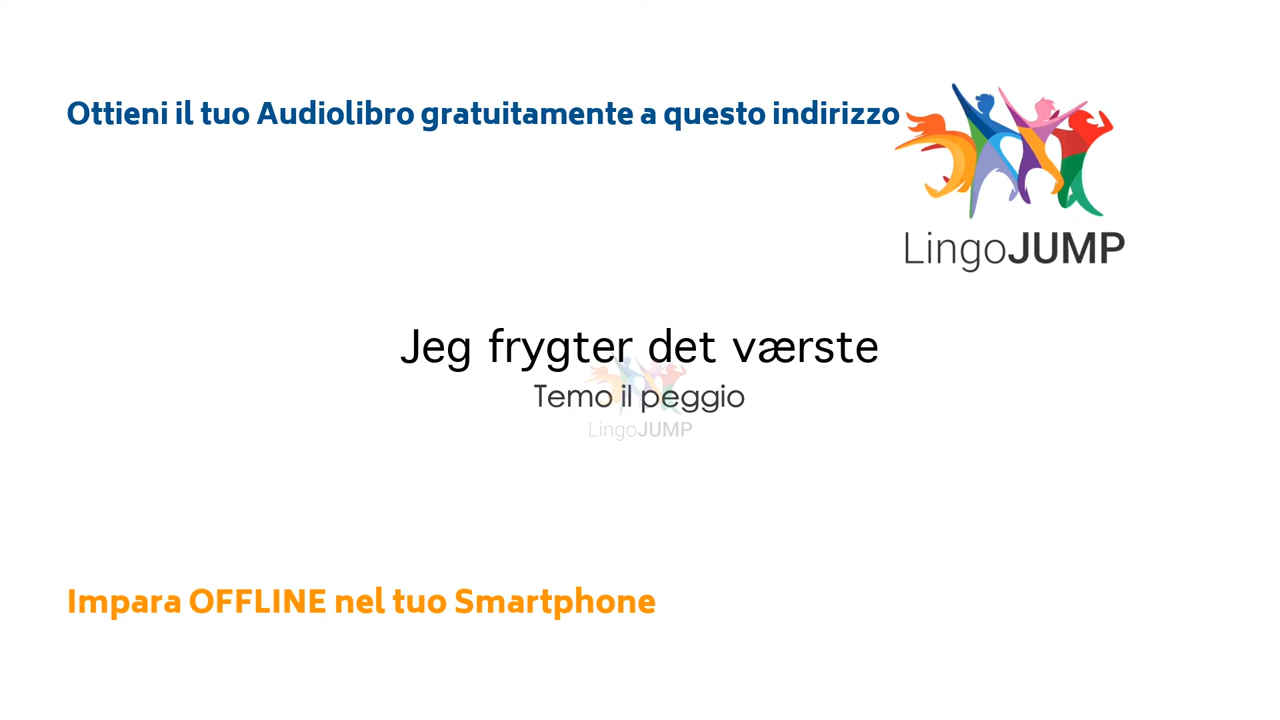 Ottieni il tuo Audiolibro gratuitamente a questo indirizzo
LingoJUMP
Jeg frygter det værste
Temo il peggio
LingoJUMP
Impara OFFLINE nel tuo Smartphone